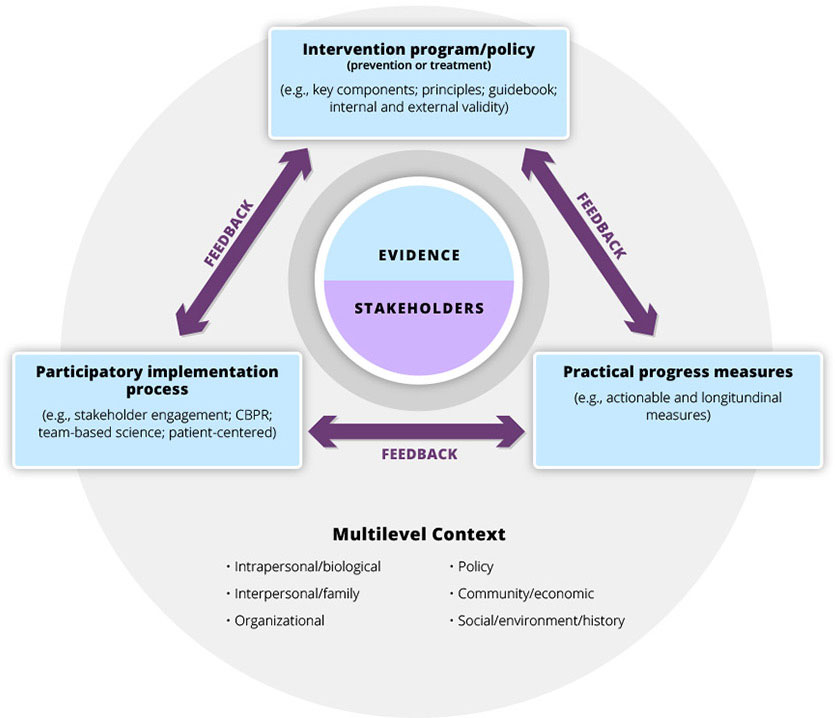 Intervention program/policy
(prevention or treatment)
(e.g., key components; principles; guidebook;
internal and external validity)
FEEDBACK
FEEDBACK
EVIDENCE
STAKEHOLDERS
Participatory implementation
process
(e.g., stakeholder engagement; CBPR;
team-based science; patient-centered)
Practical progress measures
(e.g., actionable and longitundinal
measures)
FEEDBACK
Multilevel Context
· Intrapersonal/biological
· Interpersonal/family
· Organizational
· Policy
· Community/economic
· Social/environment/history